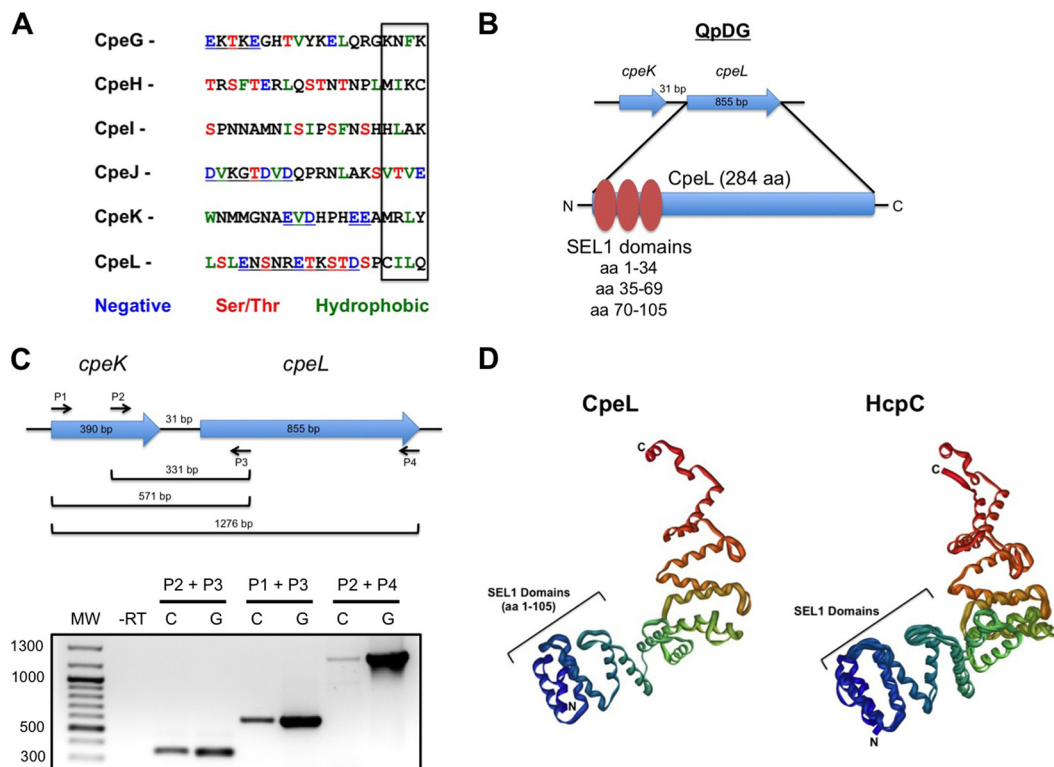 A
CpeG - EKTKEGHTVYKELQRGKNFK
CpeH - TRSFTERLQSTNTNPLMIKC
CpeI - SPNNAMNISIPSFNSHHLAK
CpeJ - DVKGTDVDQPRNLAKSVTVE
CpeK - WNMMGNAEVDHPHEEAMRLY
CpeL - LSLENSNRETKSTDSPCILQ
Negative Ser/Thr Hydrophobic
B
QpDG
cpeK cpeL
31 bp
855 bp
CpeL (284 aa)
N C
SEL1 domains
aa 1-34
aa 35-69
aa 70-105
C
cpeK cpeL
P1 P2
31 bp
390 bp 855 bp
P3 P4
331 bp
571 bp
1276 bp
P2 + P3 P1 + P3 P2 + P4
MW -RT C G C G C G
1300
1000
500
300
D
CpeL HcpC
C
SEL1 Domains
(aa 1-105)
N
C
SEL1 Domains
N